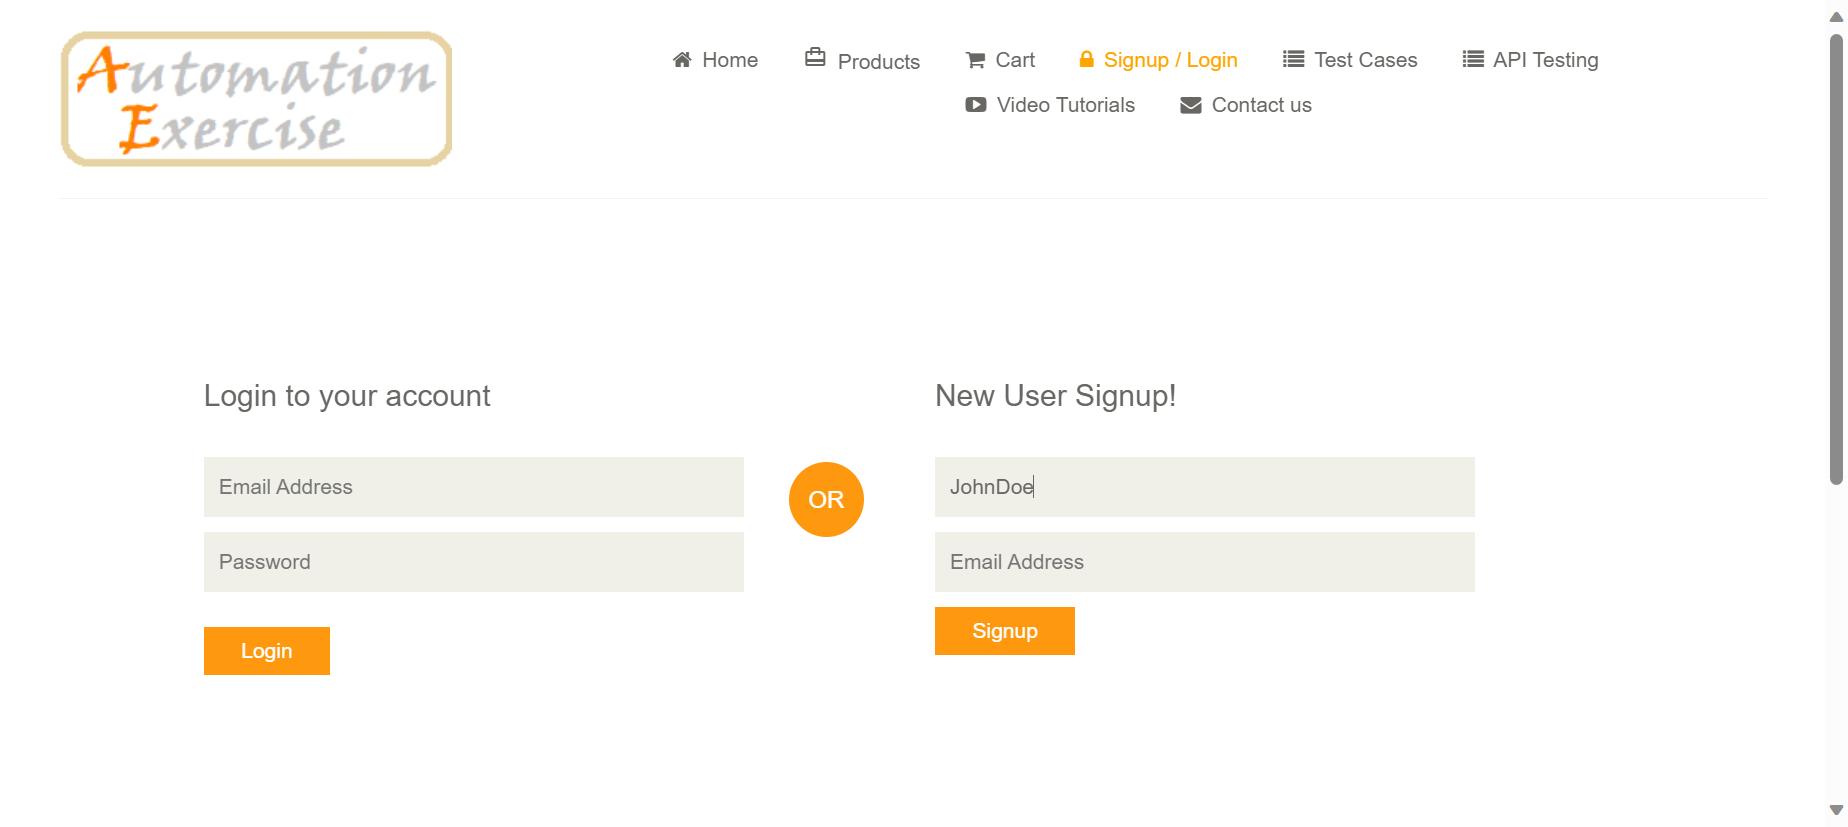 Automation
Exercise
Home Products Cart Signup / Login Test Cases API Testing
Video Tutorials Contact us
Login to your account
Email Address
Password
Login
OR
New User Signup!
JohnDoe
Email Address
Signup